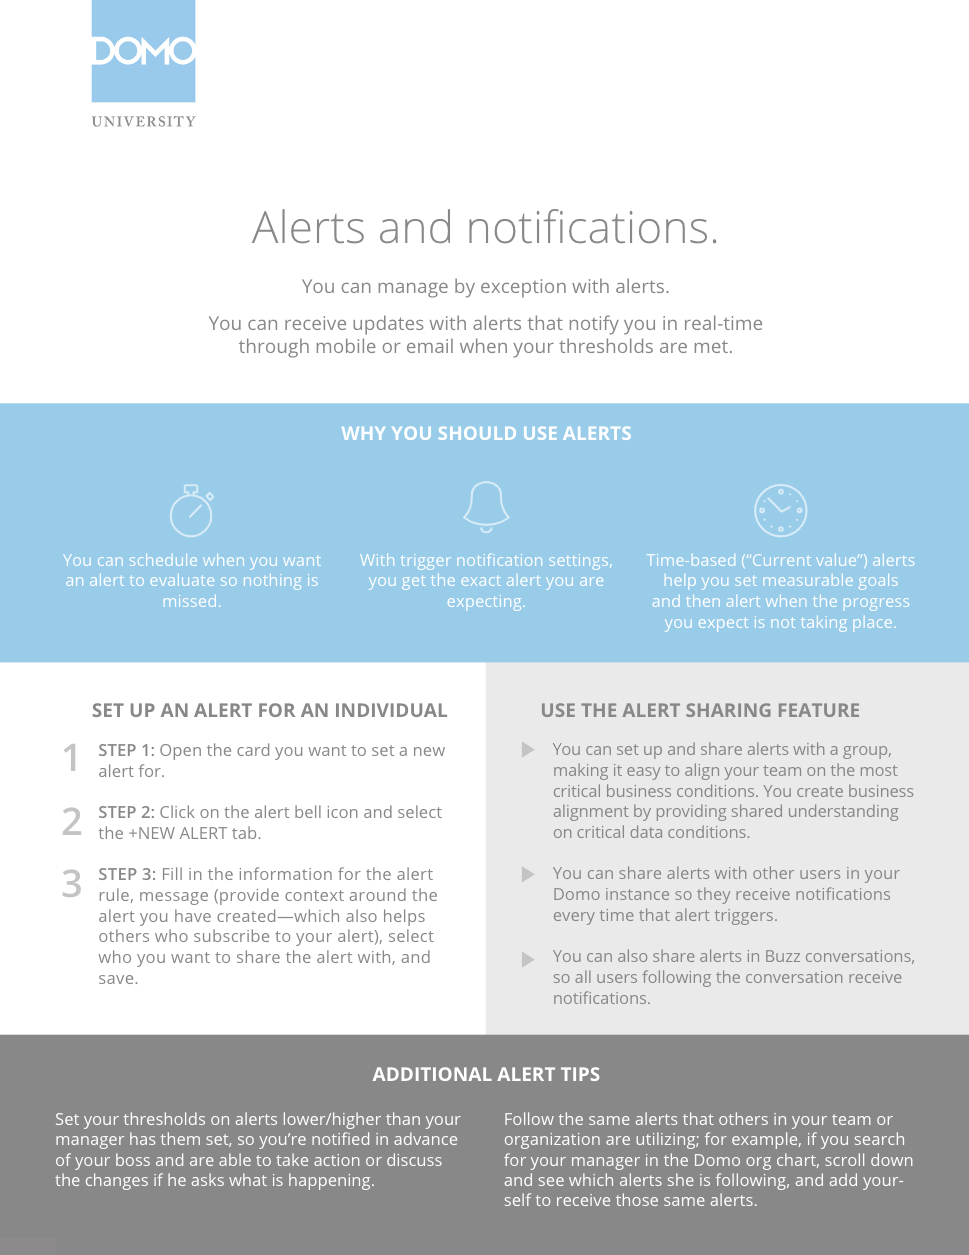 DOMO
UNIVERSITY
Alerts and notifications.
You can manage by exception with alerts.
You can receive updates with alerts that notify you in real-time
through mobile or email when your thresholds are met.
WHY YOU SHOULD USE ALERTS
You can schedule when you want
an alert to evaluate so nothing is
missed.
With trigger notification settings,
you get the exact alert you are
expecting.
Time-based (“Current value”) alerts
help you set measurable goals
and then alert when the progress
you expect is not taking place.
SET UP AN ALERT FOR AN INDIVIDUAL
1
STEP 1: Open the card you want to set a new
alert for.
2
STEP 2: Click on the alert bell icon and select
the +NEW ALERT tab.
3
STEP 3: Fill in the information for the alert
rule, message (provide context around the
alert you have created—which also helps
others who subscribe to your alert), select
who you want to share the alert with, and
save.
USE THE ALERT SHARING FEATURE
You can set up and share alerts with a group,
making it easy to align your team on the most
critical business conditions. You create business
alignment by providing shared understanding
on critical data conditions.
You can share alerts with other users in your
Domo instance so they receive notifications
every time that alert triggers.
You can also share alerts in Buzz conversations,
so all users following the conversation receive
notifications.
ADDITIONAL ALERT TIPS
Set your thresholds on alerts lower/higher than your
manager has them set, so you’re notified in advance
of your boss and are able to take action or discuss
the changes if he asks what is happening.
Follow the same alerts that others in your team or
organization are utilizing; for example, if you search
for your manager in the Domo org chart, scroll down
and see which alerts she is following, and add your-
self to receive those same alerts.